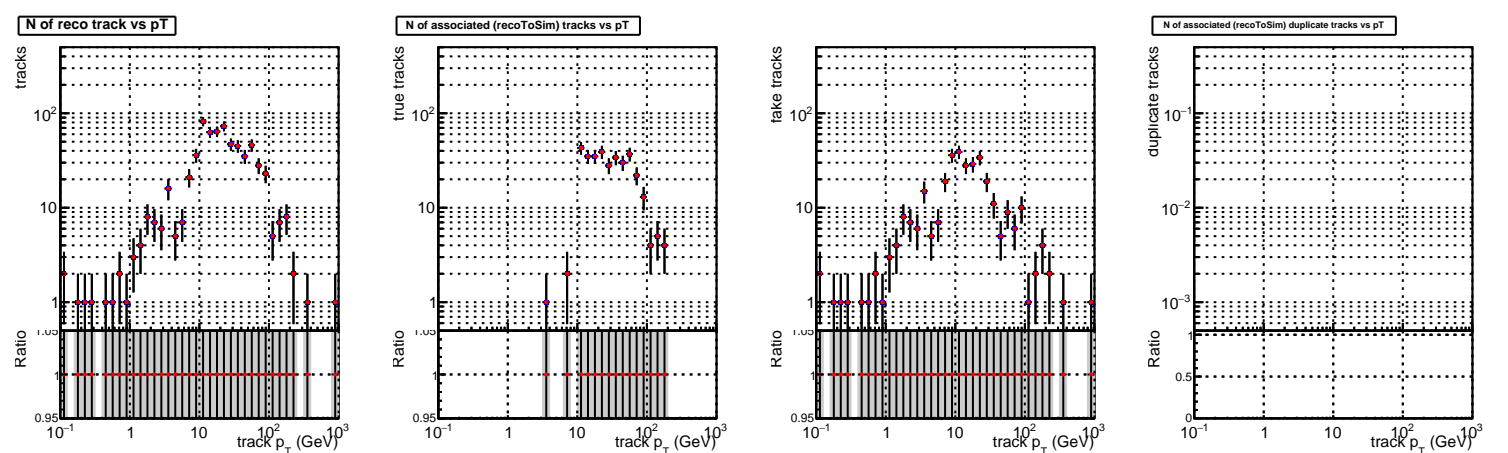 N of reco track vs pT
tracks
10²
10
1
Ratio
1.05
1
0.95
10⁻¹ 1 10 10² 10³
track p_T (GeV)
N of associated (recoToSim) tracks vs pT
true tracks
10²
10
1
Ratio
1.05
1
0.95
10⁻¹ 1 10 10² 10³
track p_T (GeV)
fake tracks
10²
10
1
Ratio
1.05
1
0.95
10⁻¹ 1 10 10² 10³
track p_T (GeV)
N of associated (recoToSim) duplicate tracks vs pT
duplicate tracks
10⁻¹
10⁻²
10⁻³
Ratio
1
0.5
0
10⁻¹ 1 10 10² 10³
track p_T (GeV)